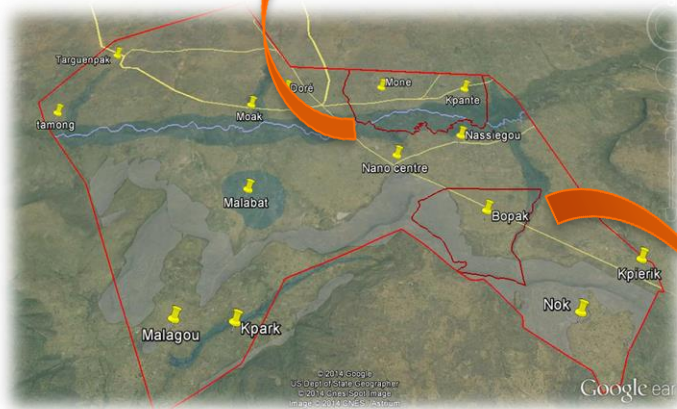 Targuenpak
Doré
Mone
Kpante
tamong
Moak
Nassiegou
Nano centre
Malabat
Bopak
Kpierik
Nok
Malagou
Kpark
© 2014 Google
US Dept of State Geographer
© 2014 Cnes/Spot Image
Image © 2014 CNES / Astrium
Google ear